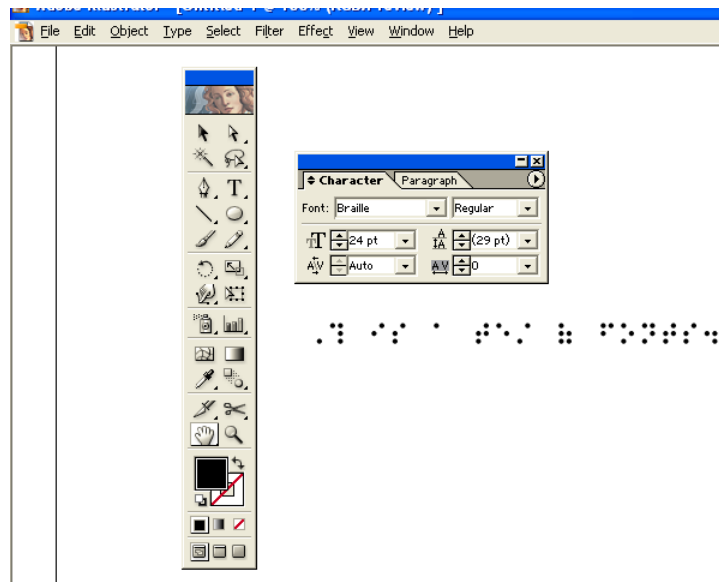 File Edit Object Type Select Filter Effect View Window Help
Character Paragraph
Font: Braille Regular
24 pt (29 pt)
Auto 0
⠠⠹ ⠊⠎ ⠁ ⠞⠑⠌ ⠷ ⠋⠕⠝⠞⠎⠲